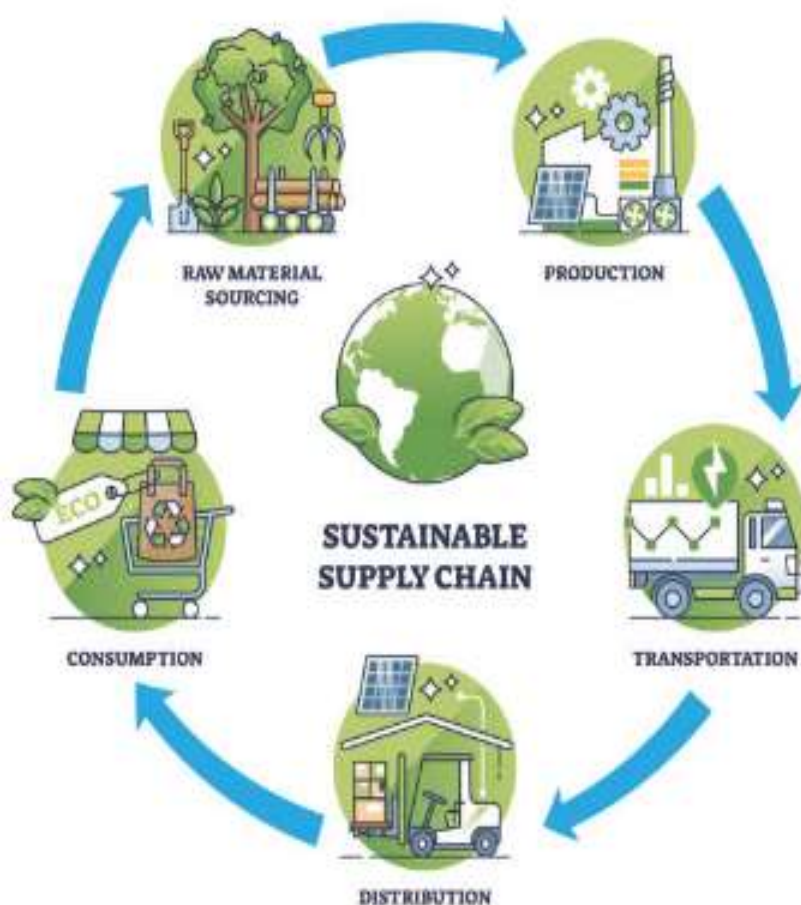 RAW MATERIAL
SOURCING
PRODUCTION
ECO
SUSTAINABLE
SUPPLY CHAIN
CONSUMPTION
TRANSPORTATION
DISTRIBUTION